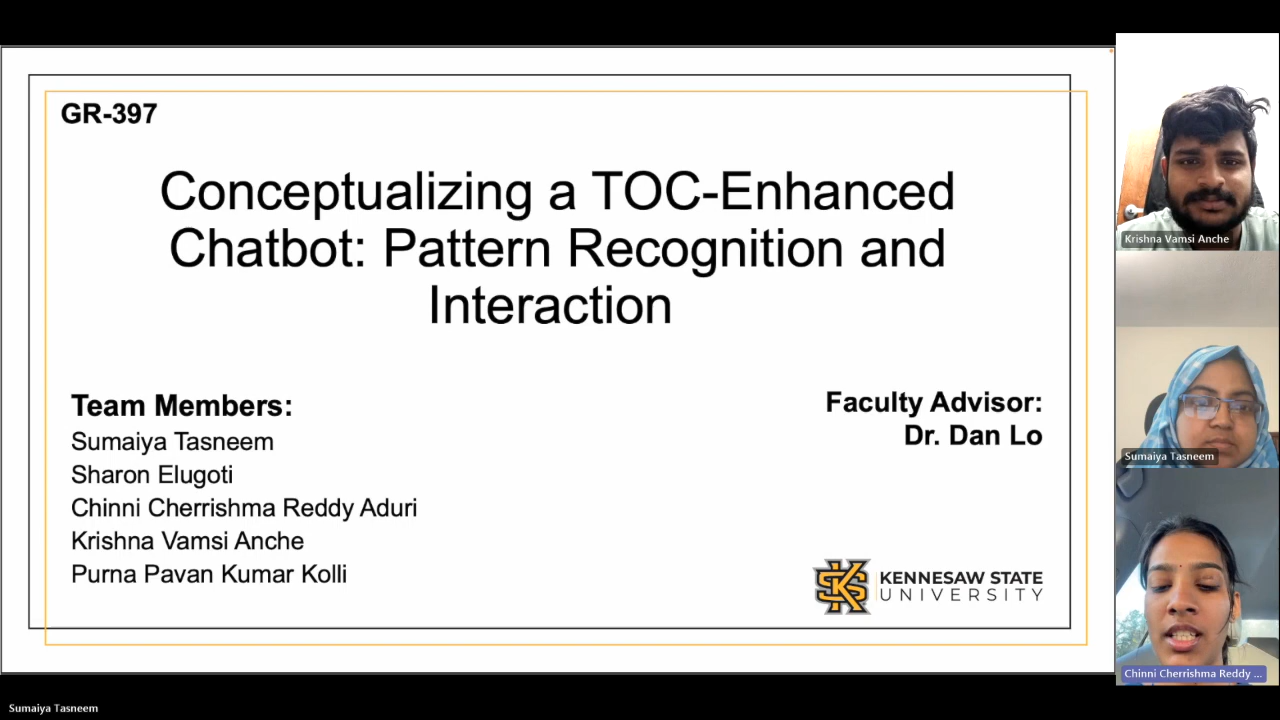 GR-397
Conceptualizing a TOC-Enhanced
Chatbot: Pattern Recognition and
Interaction
Team Members:
Sumaiya Tasneem
Sharon Elugoti
Chinni Cherrishma Reddy Aduri
Krishna Vamsi Anche
Purna Pavan Kumar Kolli
Faculty Advisor:
Dr. Dan Lo
KENNESAW STATE
UNIVERSITY
Krishna Vamsi Anche
Sumaiya Tasneem
Chinni Cherrishma Reddy ...
Sumaiya Tasneem